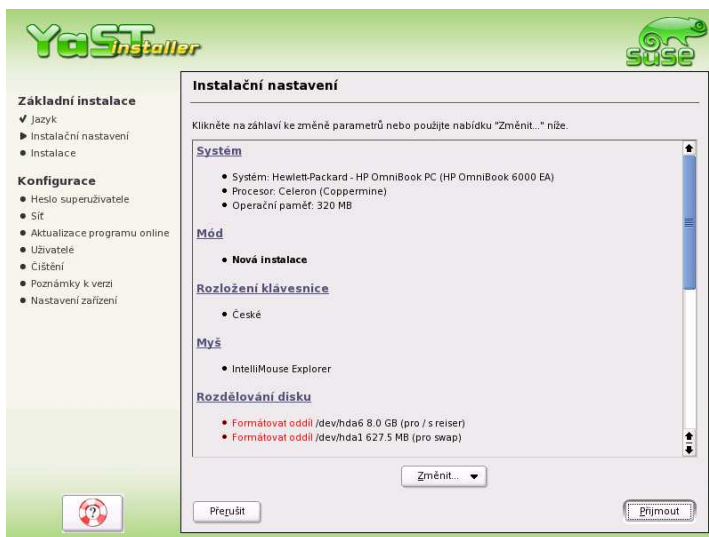 YaST
installer
SuSE
Základní instalace
Jazyk
Instalační nastavení
Instalace
Konfigurace
Heslo superuživatele
Síť
Aktualizace programu online
Uživatelé
Čištění
Poznámky k verzi
Nastavení zařízení
Instalační nastavení
Klikněte na záhlaví ke změně parametrů nebo použijte nabídku "Změnit..." níže.
Systém
Systém: Hewlett-Packard - HP OmniBook PC (HP OmniBook 6000 EA)
Procesor: Celeron (Coppermine)
Operační paměť: 320 MB
Mód
Nová instalace
Rozložení klávesnice
České
Myš
IntelliMouse Explorer
Rozdělování disku
Formátovat oddíl /dev/hda6 8.0 GB (pro / s reiser)
Formátovat oddíl /dev/hda1 627.5 MB (pro swap)
Změnit...
Přerušit
Přijmout